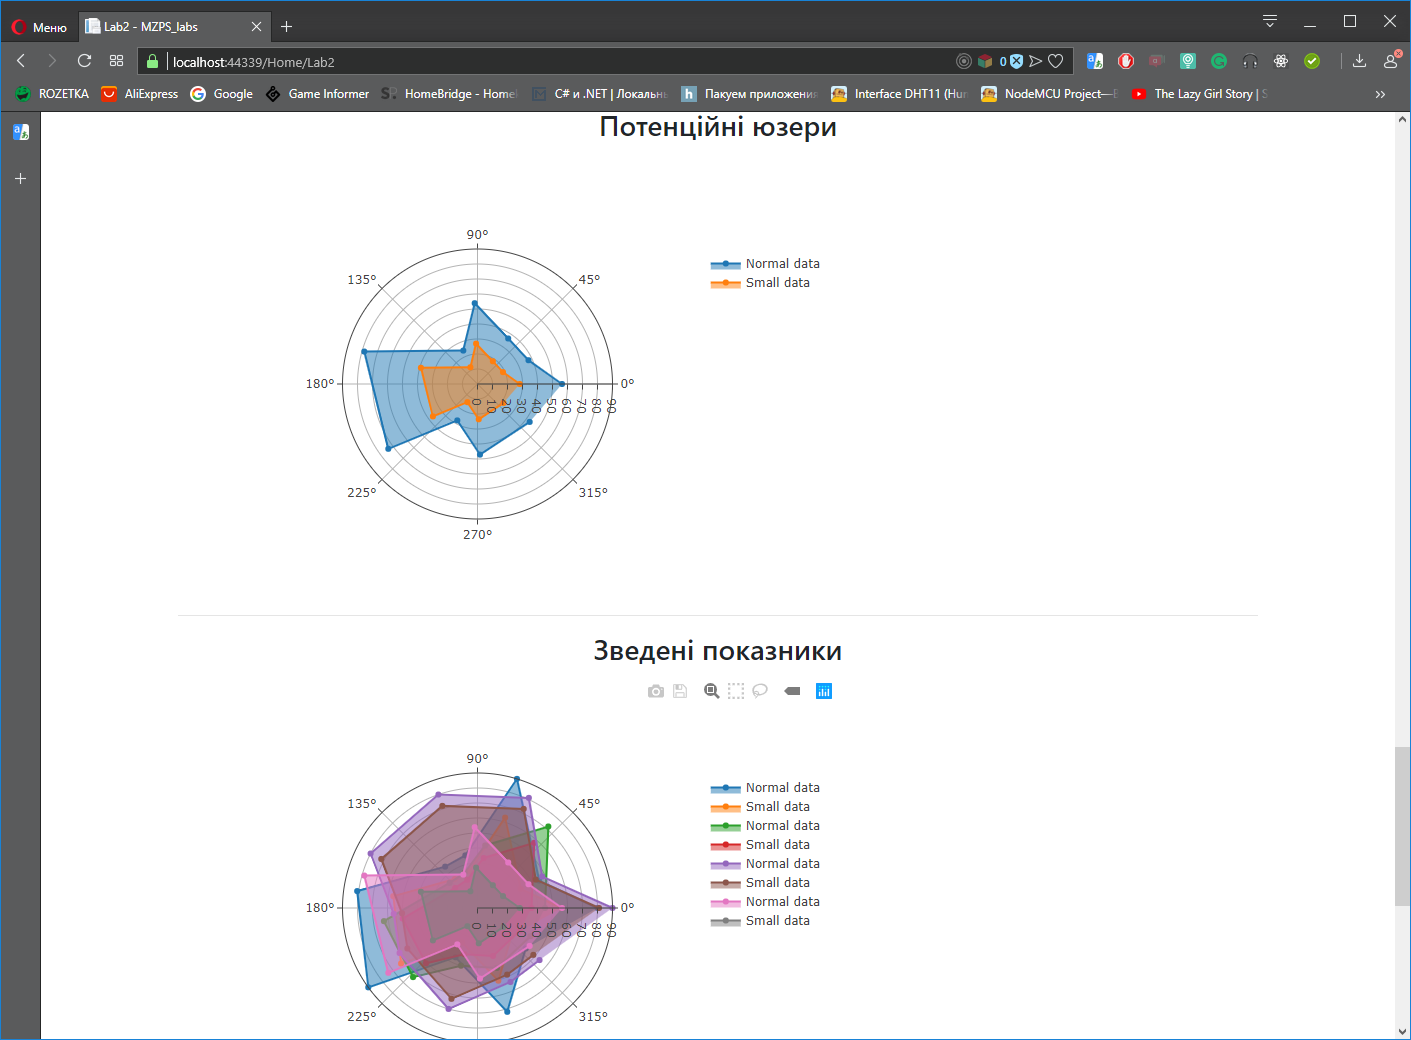 Меню
Lab2 - MZPS_labs
localhost:44339/Home/Lab2
0
ROZETKA
AliExpress
Google
Game Informer
HomeBridge - Home
C# и .NET | Локальн
Пакуем приложения
Interface DHT11 (Hu
NodeMCU Project—
The Lazy Girl Story |
Потенційні юзери
90°
135°
45°
180°
0°
225°
315°
270°
0
10
20
30
40
50
60
70
80
90
Normal data
Small data
Зведені показники
90°
135°
45°
180°
0°
225°
315°
0
10
20
30
40
50
60
70
80
90
Normal data
Small data
Normal data
Small data
Normal data
Small data
Normal data
Small data